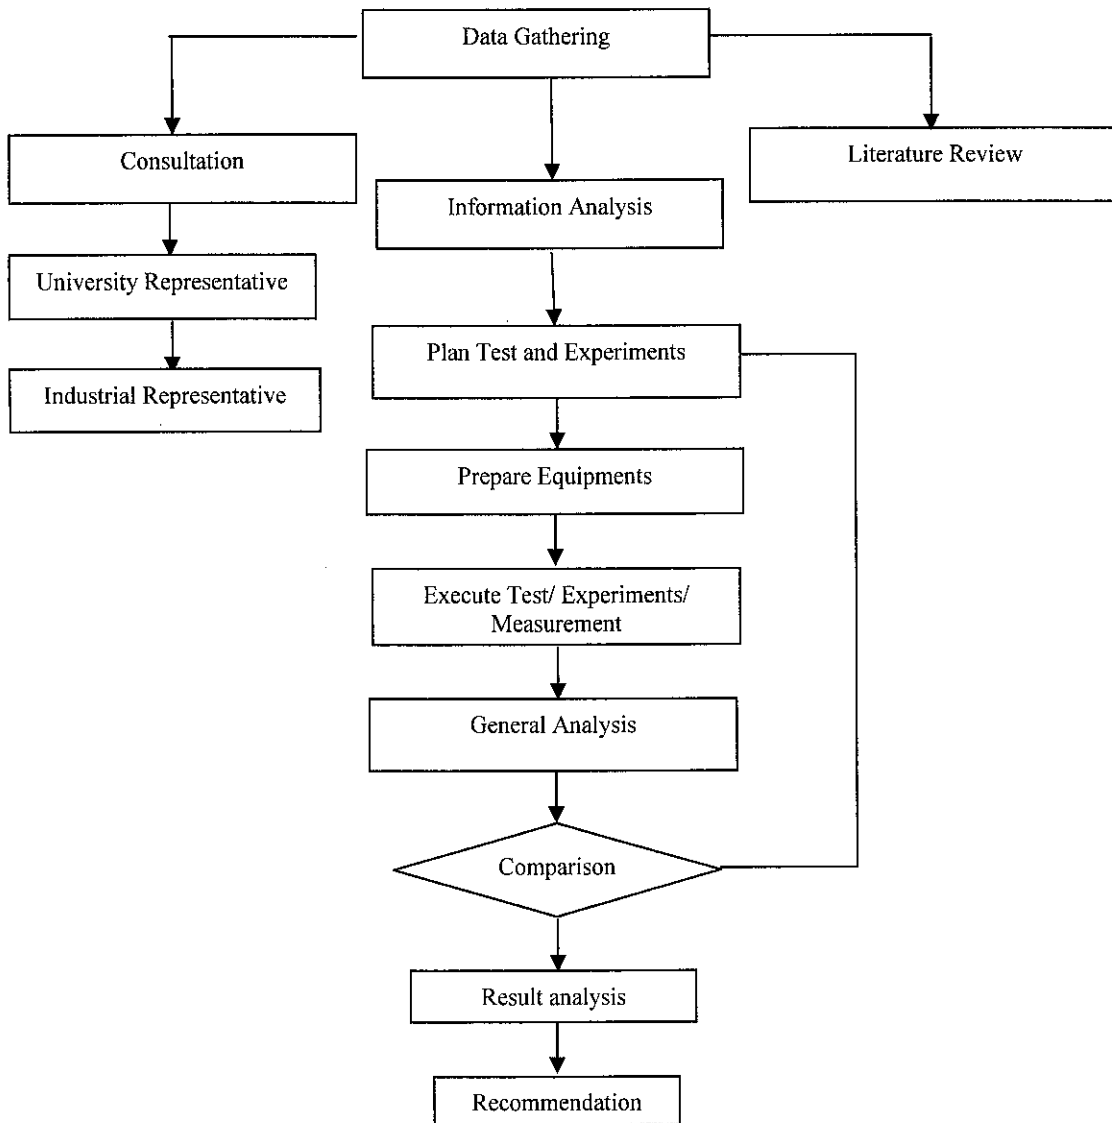 Data Gathering
Consultation
Literature Review
Information Analysis
University Representative
Plan Test and Experiments
Industrial Representative
Prepare Equipments
Execute Test/ Experiments/
Measurement
General Analysis
Comparison
Result analysis
Recommendation